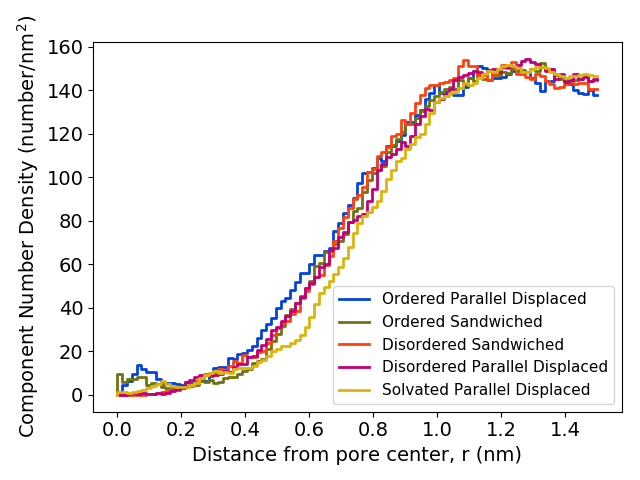 Component Number Density (number/nm²)
160
140
120
100
80
60
40
20
0
Ordered Parallel Displaced
Ordered Sandwiched
Disordered Sandwiched
Disordered Parallel Displaced
Solvated Parallel Displaced
0.0 0.2 0.4 0.6 0.8 1.0 1.2 1.4
Distance from pore center, r (nm)